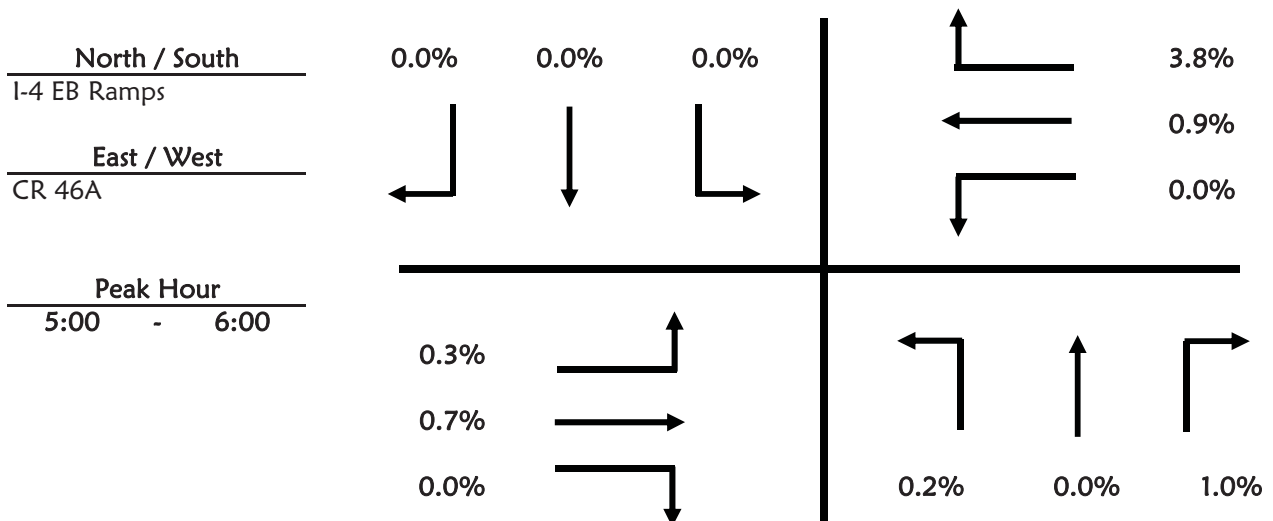 North / South
I-4 EB Ramps
East / West
CR 46A
Peak Hour
5:00 - 6:00
0.0% 0.0% 0.0%
3.8%
0.9%
0.0%
0.3%
0.7%
0.0%
0.2% 0.0% 1.0%